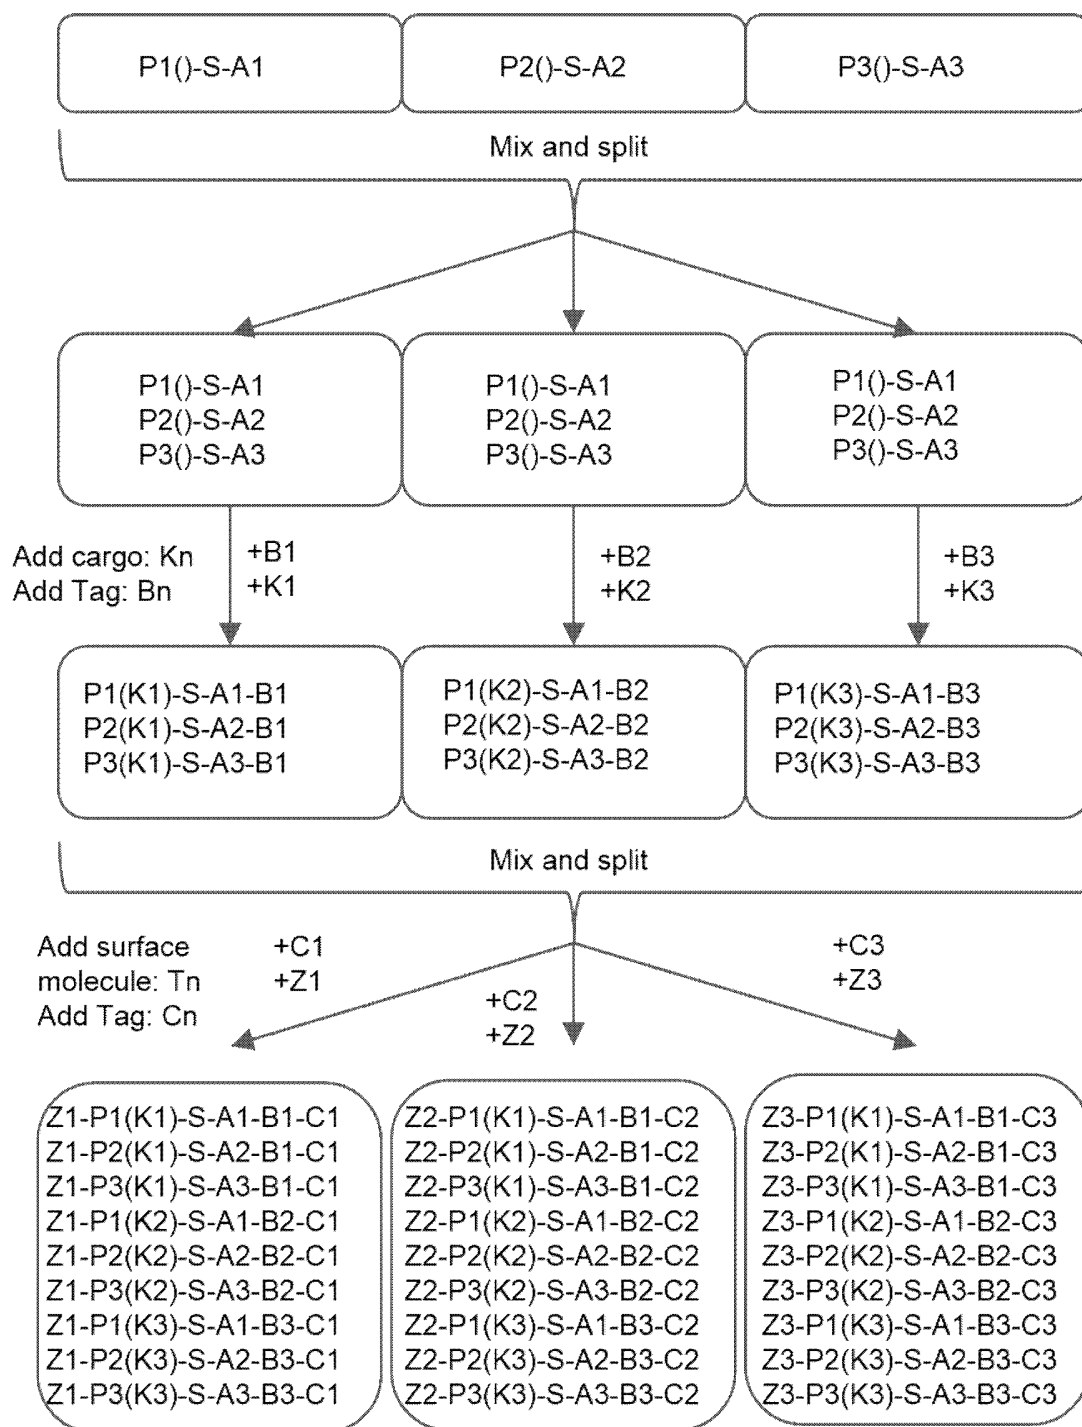 P1()-S-A1
P2()-S-A2
P3()-S-A3
Mix and split
P1()-S-A1
P2()-S-A2
P3()-S-A3
P1()-S-A1
P2()-S-A2
P3()-S-A3
P1()-S-A1
P2()-S-A2
P3()-S-A3
Add cargo: Kn
Add Tag: Bn
+B1
+K1
+B2
+K2
+B3
+K3
P1(K1)-S-A1-B1
P2(K1)-S-A2-B1
P3(K1)-S-A3-B1
P1(K2)-S-A1-B2
P2(K2)-S-A2-B2
P3(K2)-S-A3-B2
P1(K3)-S-A1-B3
P2(K3)-S-A2-B3
P3(K3)-S-A3-B3
Mix and split
Add surface
molecule: Tn
Add Tag: Cn
+C1
+Z1
+C2
+Z2
+C3
+Z3
Z1-P1(K1)-S-A1-B1-C1
Z1-P2(K1)-S-A2-B1-C1
Z1-P3(K1)-S-A3-B1-C1
Z1-P1(K2)-S-A1-B2-C1
Z1-P2(K2)-S-A2-B2-C1
Z1-P3(K2)-S-A3-B2-C1
Z1-P1(K3)-S-A1-B3-C1
Z1-P2(K3)-S-A2-B3-C1
Z1-P3(K3)-S-A3-B3-C1
Z2-P1(K1)-S-A1-B1-C2
Z2-P2(K1)-S-A2-B1-C2
Z2-P3(K1)-S-A3-B1-C2
Z2-P1(K2)-S-A1-B2-C2
Z2-P2(K2)-S-A2-B2-C2
Z2-P3(K2)-S-A3-B2-C2
Z2-P1(K3)-S-A1-B3-C2
Z2-P2(K3)-S-A2-B3-C2
Z2-P3(K3)-S-A3-B3-C2
Z3-P1(K1)-S-A1-B1-C3
Z3-P2(K1)-S-A2-B1-C3
Z3-P3(K1)-S-A3-B1-C3
Z3-P1(K2)-S-A1-B2-C3
Z3-P2(K2)-S-A2-B2-C3
Z3-P3(K2)-S-A3-B2-C3
Z3-P1(K3)-S-A1-B3-C3
Z3-P2(K3)-S-A2-B3-C3
Z3-P3(K3)-S-A3-B3-C3